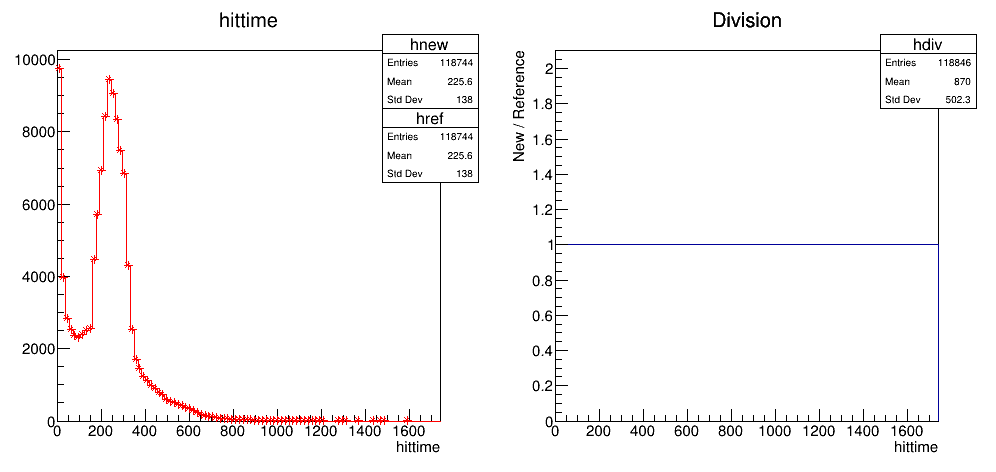 hittime
hnew
Entries 118744
Mean 225.6
Std Dev 138
href
Entries 118744
Mean 225.6
Std Dev 138
10000
8000
6000
4000
2000
0
0 200 400 600 800 1000 1200 1400 1600
hittime
Division
hdiv
Entries 118846
Mean 870
Std Dev 502.3
New / Reference
2
1.8
1.6
1.4
1.2
1
0.8
0.6
0.4
0.2
0
0 200 400 600 800 1000 1200 1400 1600
hittime